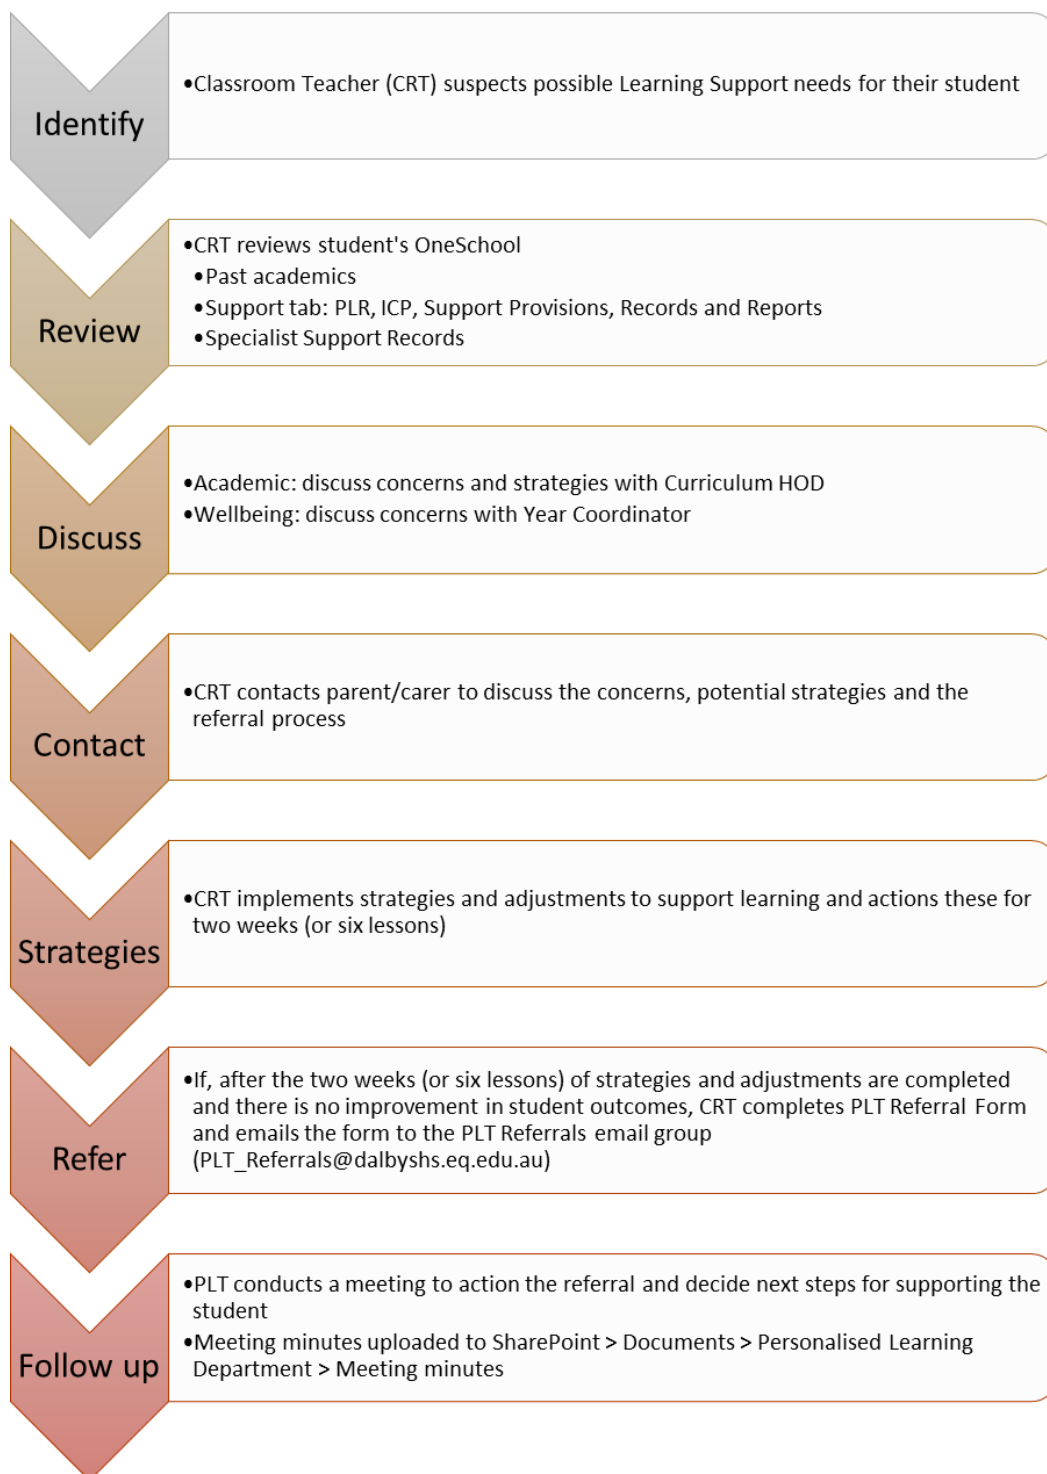 Identify
•Classroom Teacher (CRT) suspects possible Learning Support needs for their student
Review
•CRT reviews student's OneSchool
•Past academics
•Support tab: PLR, ICP, Support Provisions, Records and Reports
•Specialist Support Records
Discuss
•Academic: discuss concerns and strategies with Curriculum HOD
•Wellbeing: discuss concerns with Year Coordinator
Contact
•CRT contacts parent/carer to discuss the concerns, potential strategies and the
referral process
Strategies
•CRT implements strategies and adjustments to support learning and actions these for
two weeks (or six lessons)
Refer
•If, after the two weeks (or six lessons) of strategies and adjustments are completed
and there is no improvement in student outcomes, CRT completes PLT Referral Form
and emails the form to the PLT Referrals email group
(PLT_Referrals@dalbyshs.eq.edu.au)
Follow up
•PLT conducts a meeting to action the referral and decide next steps for supporting the
student
•Meeting minutes uploaded to SharePoint > Documents > Personalised Learning
Department > Meeting minutes